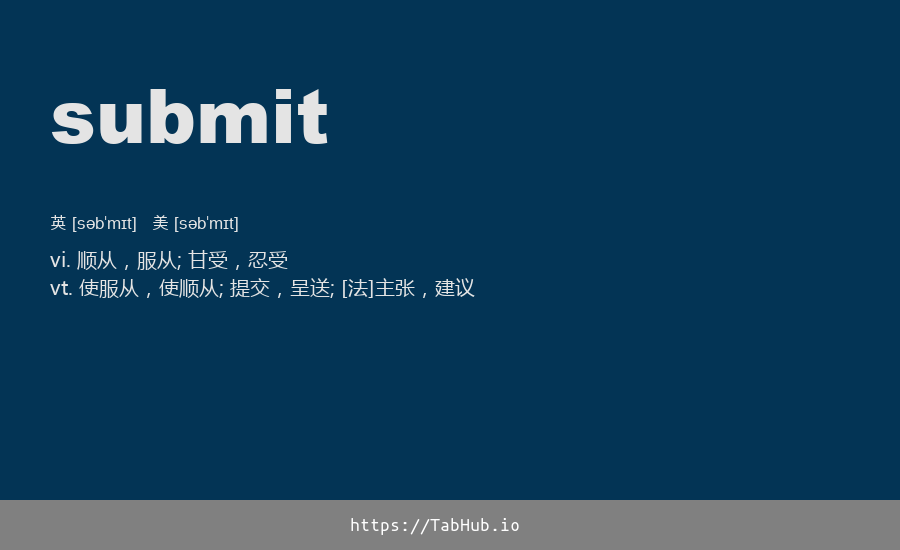 submit
英 [səb'mɪt] 美 [səb'mɪt]
vi. 顺从，服从; 甘受，忍受
vt. 使服从，使顺从; 提交，呈送; [法]主张，建议
https://TabHub.io